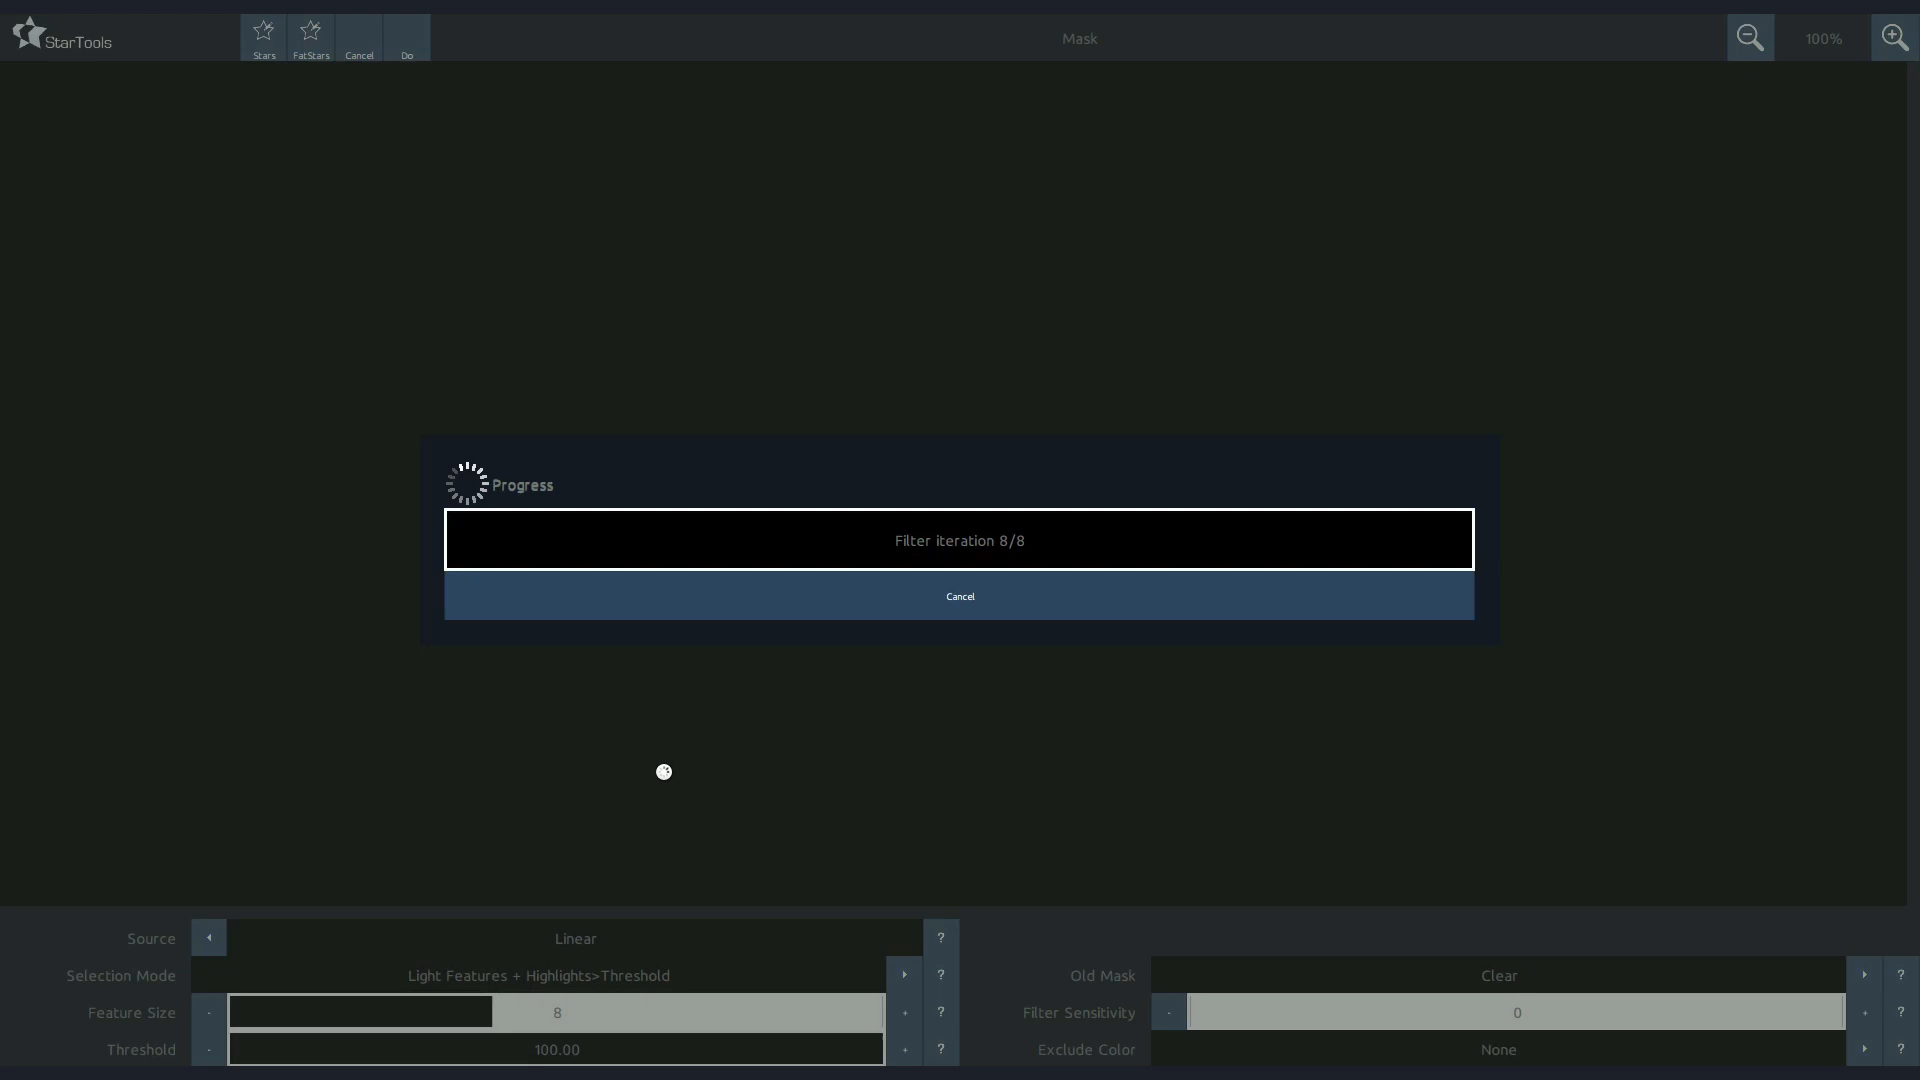 StarTools
Stars
FatStars
Cancel
Do
Mask
100%
Progress
Filter iteration 8/8
Cancel
Source
Linear
?
Selection Mode
Light Features + Highlights>Threshold
?
Old Mask
Clear
?
Feature Size
-
8
+
?
Filter Sensitivity
-
0
+
?
Threshold
-
100.00
+
?
Exclude Color
None
?